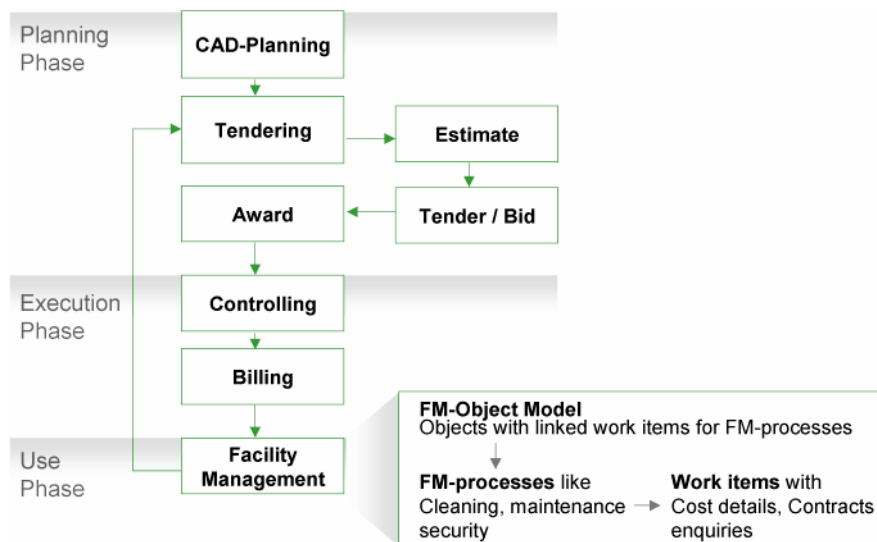 Planning
Phase
CAD-Planning
Tendering
Estimate
Award
Tender / Bid
Execution
Phase
Controlling
Billing
Use
Phase
Facility
Management
FM-Object Model
Objects with linked work items for FM-processes
FM-processes like
Cleaning, maintenance
security
Work items with
Cost details, Contracts
enquiries